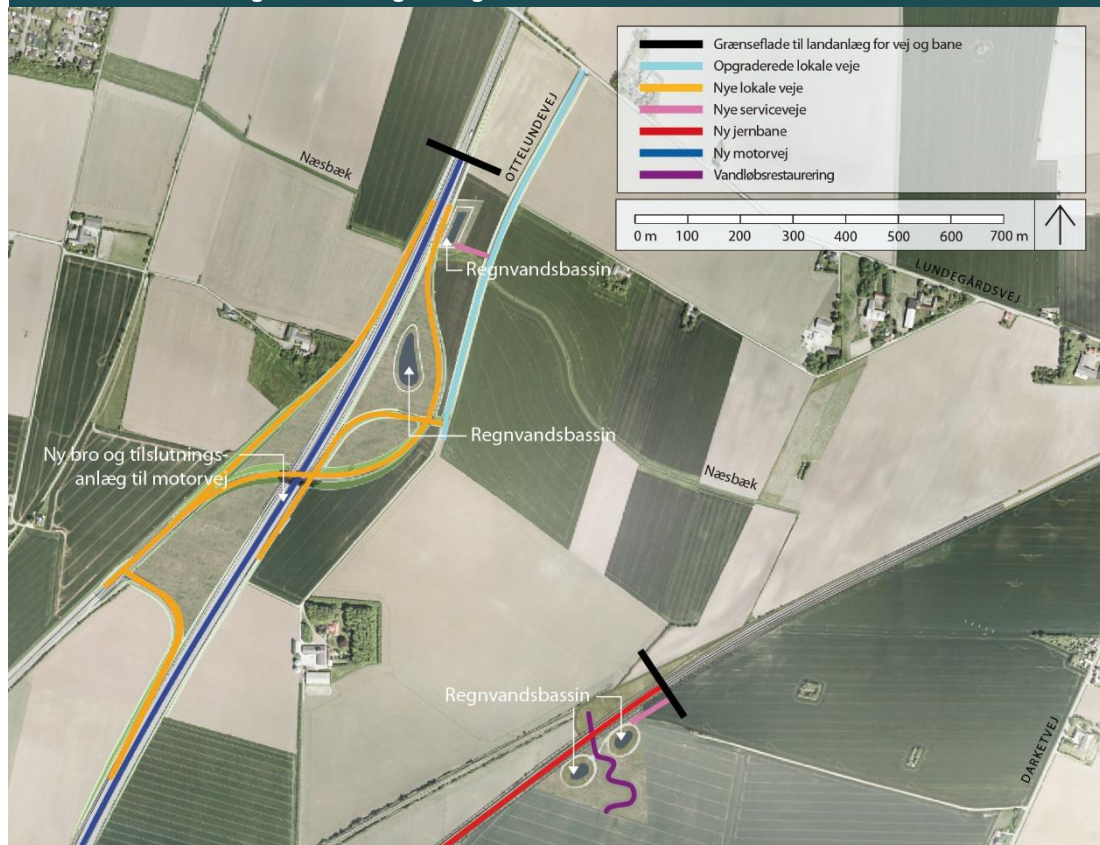 Grænseflade til landanlæg for vej og bane
Opgraderede lokale veje
Nye lokale veje
Nye serviceveje
Ny jernbane
Ny motorvej
Vandløbsrestaurering
0 m 100 200 300 400 500 600 700 m
Næsbæk
OTTELUNDEVEJ
Regnvandsbassin
LUNDEGÅRDSVEJ
Regnvandsbassin
Ny bro og tilslutnings-
anlæg til motorvej
Næsbæk
Regnvandsbassin
DARKETVEJ